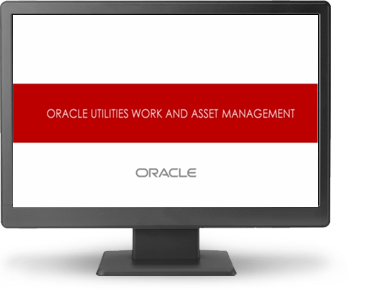 ORACLE UTILITIES WORK AND ASSET MANAGEMENT
ORACLE